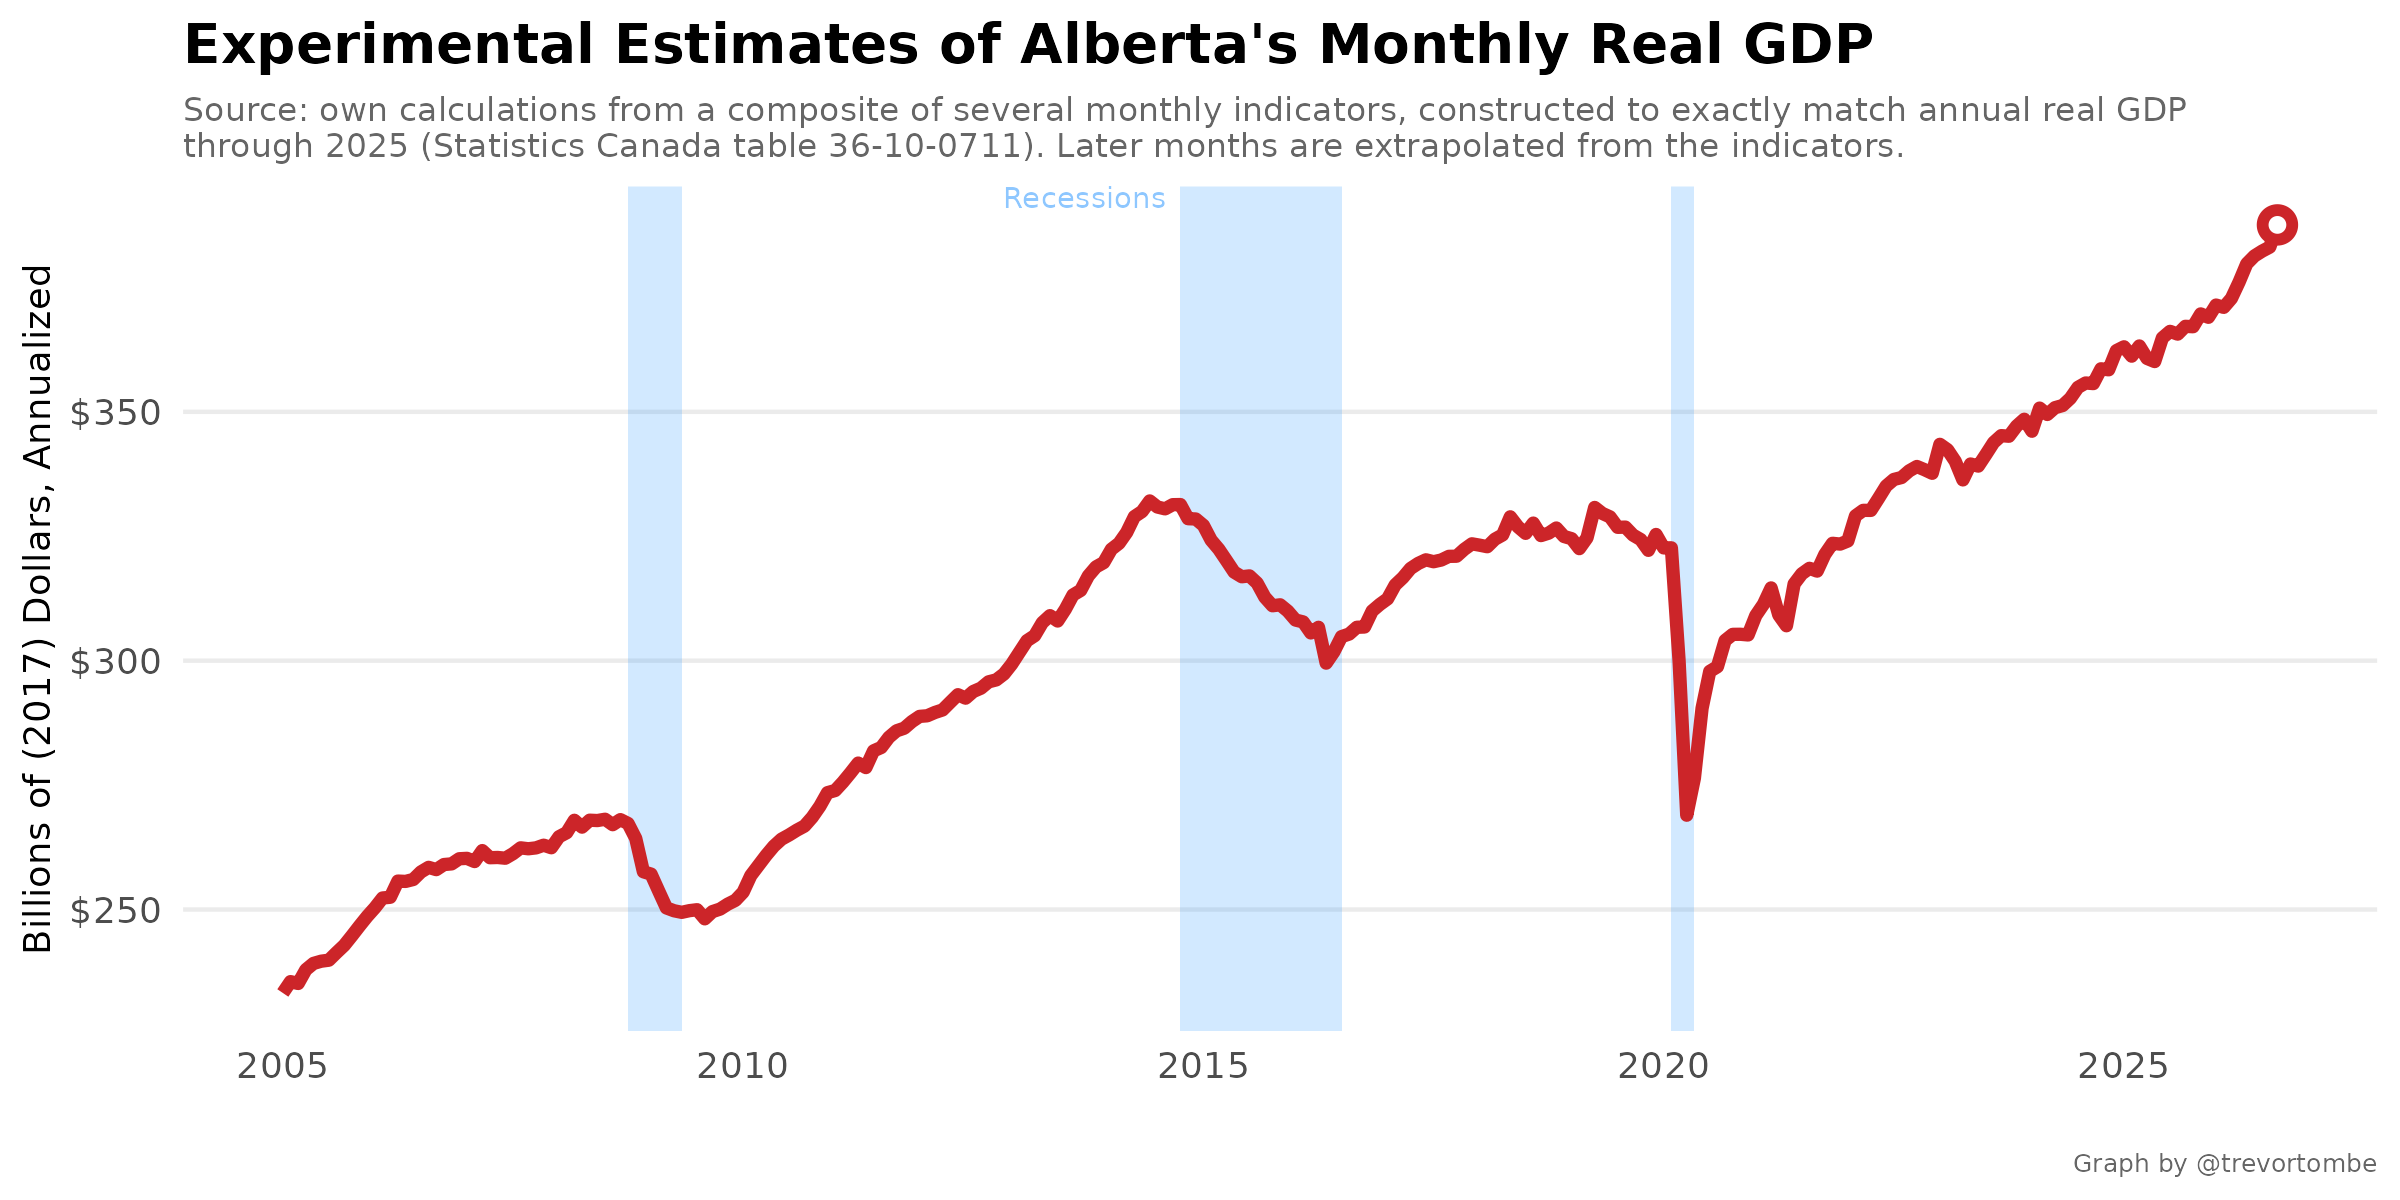 Experimental Estimates of Alberta's Monthly Real GDP
Source: own calculations from a composite of several monthly indicators, constructed to exactly match annual real GDP
through 2025 (Statistics Canada table 36-10-0711). Later months are extrapolated from the indicators.
Recessions
Billions of (2017) Dollars, Annualized
$350
$300
$250
2005
2010
2015
2020
2025
Graph by @trevortombe